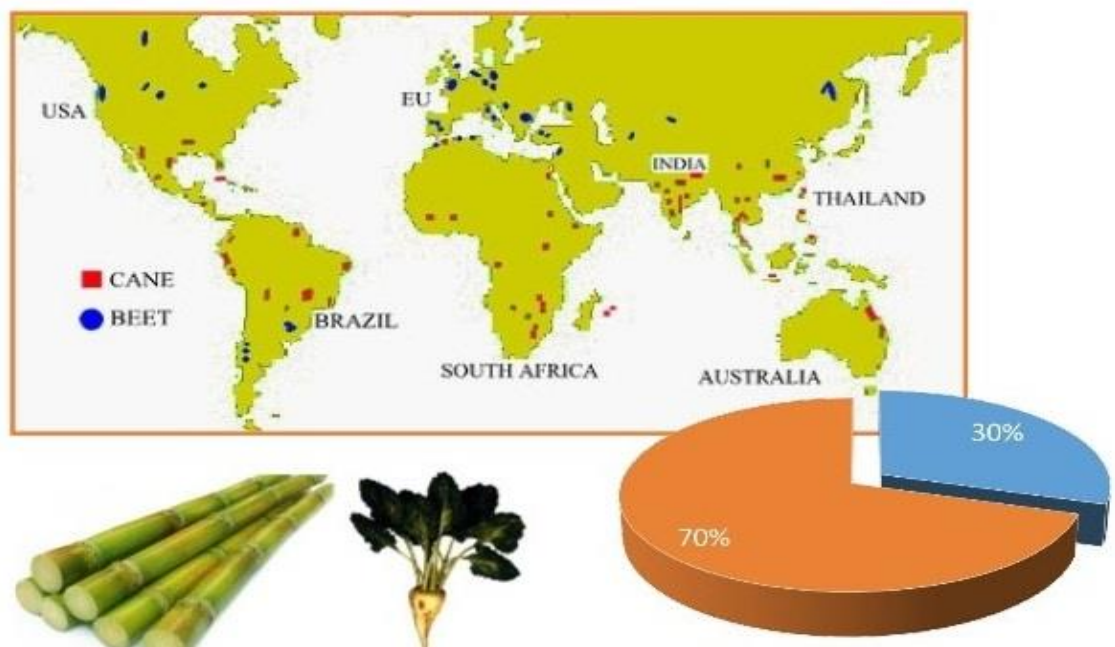 USA
EU
INDIA
THAILAND
CANE
BEET
BRAZIL
SOUTH AFRICA
AUSTRALIA
30%
70%